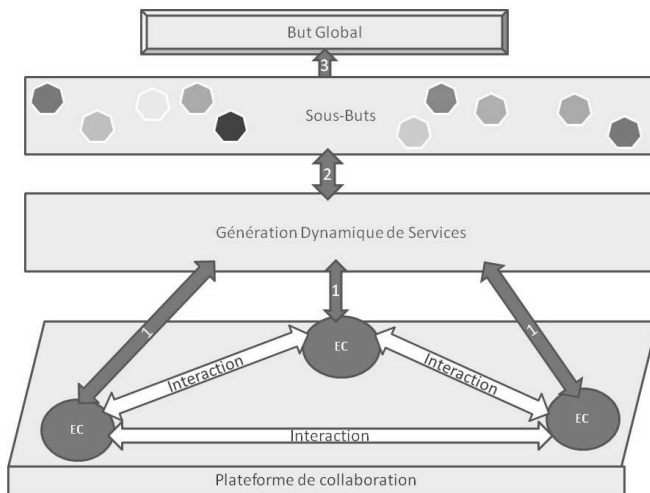 But Global
3
Sous-Buts
2
Génération Dynamique de Services
1
1
1
EC
Interaction
Interaction
EC
EC
Interaction
Plateforme de collaboration